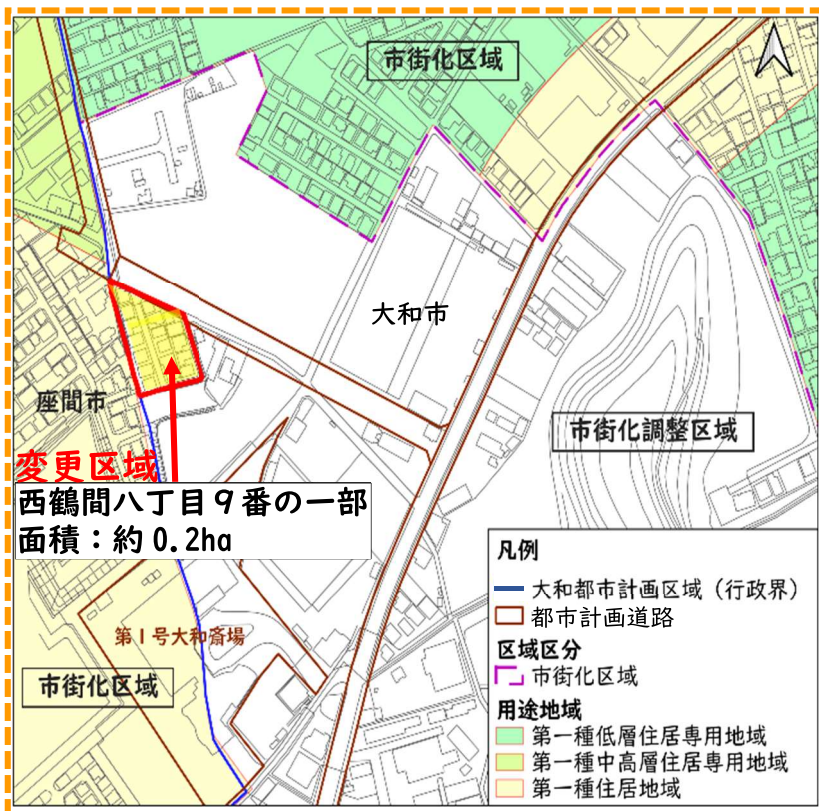 市街化区域
大和市
座間市
市街化調整区域
変更区域
西鶴間八丁目9番の一部
面積：約0.2ha
第1号大和斎場
市街化区域
凡例
大和都市計画区域（行政界）
都市計画道路
区域区分
市街化区域
用途地域
第一種低層住居専用地域
第一種中高層住居専用地域
第一種住居地域